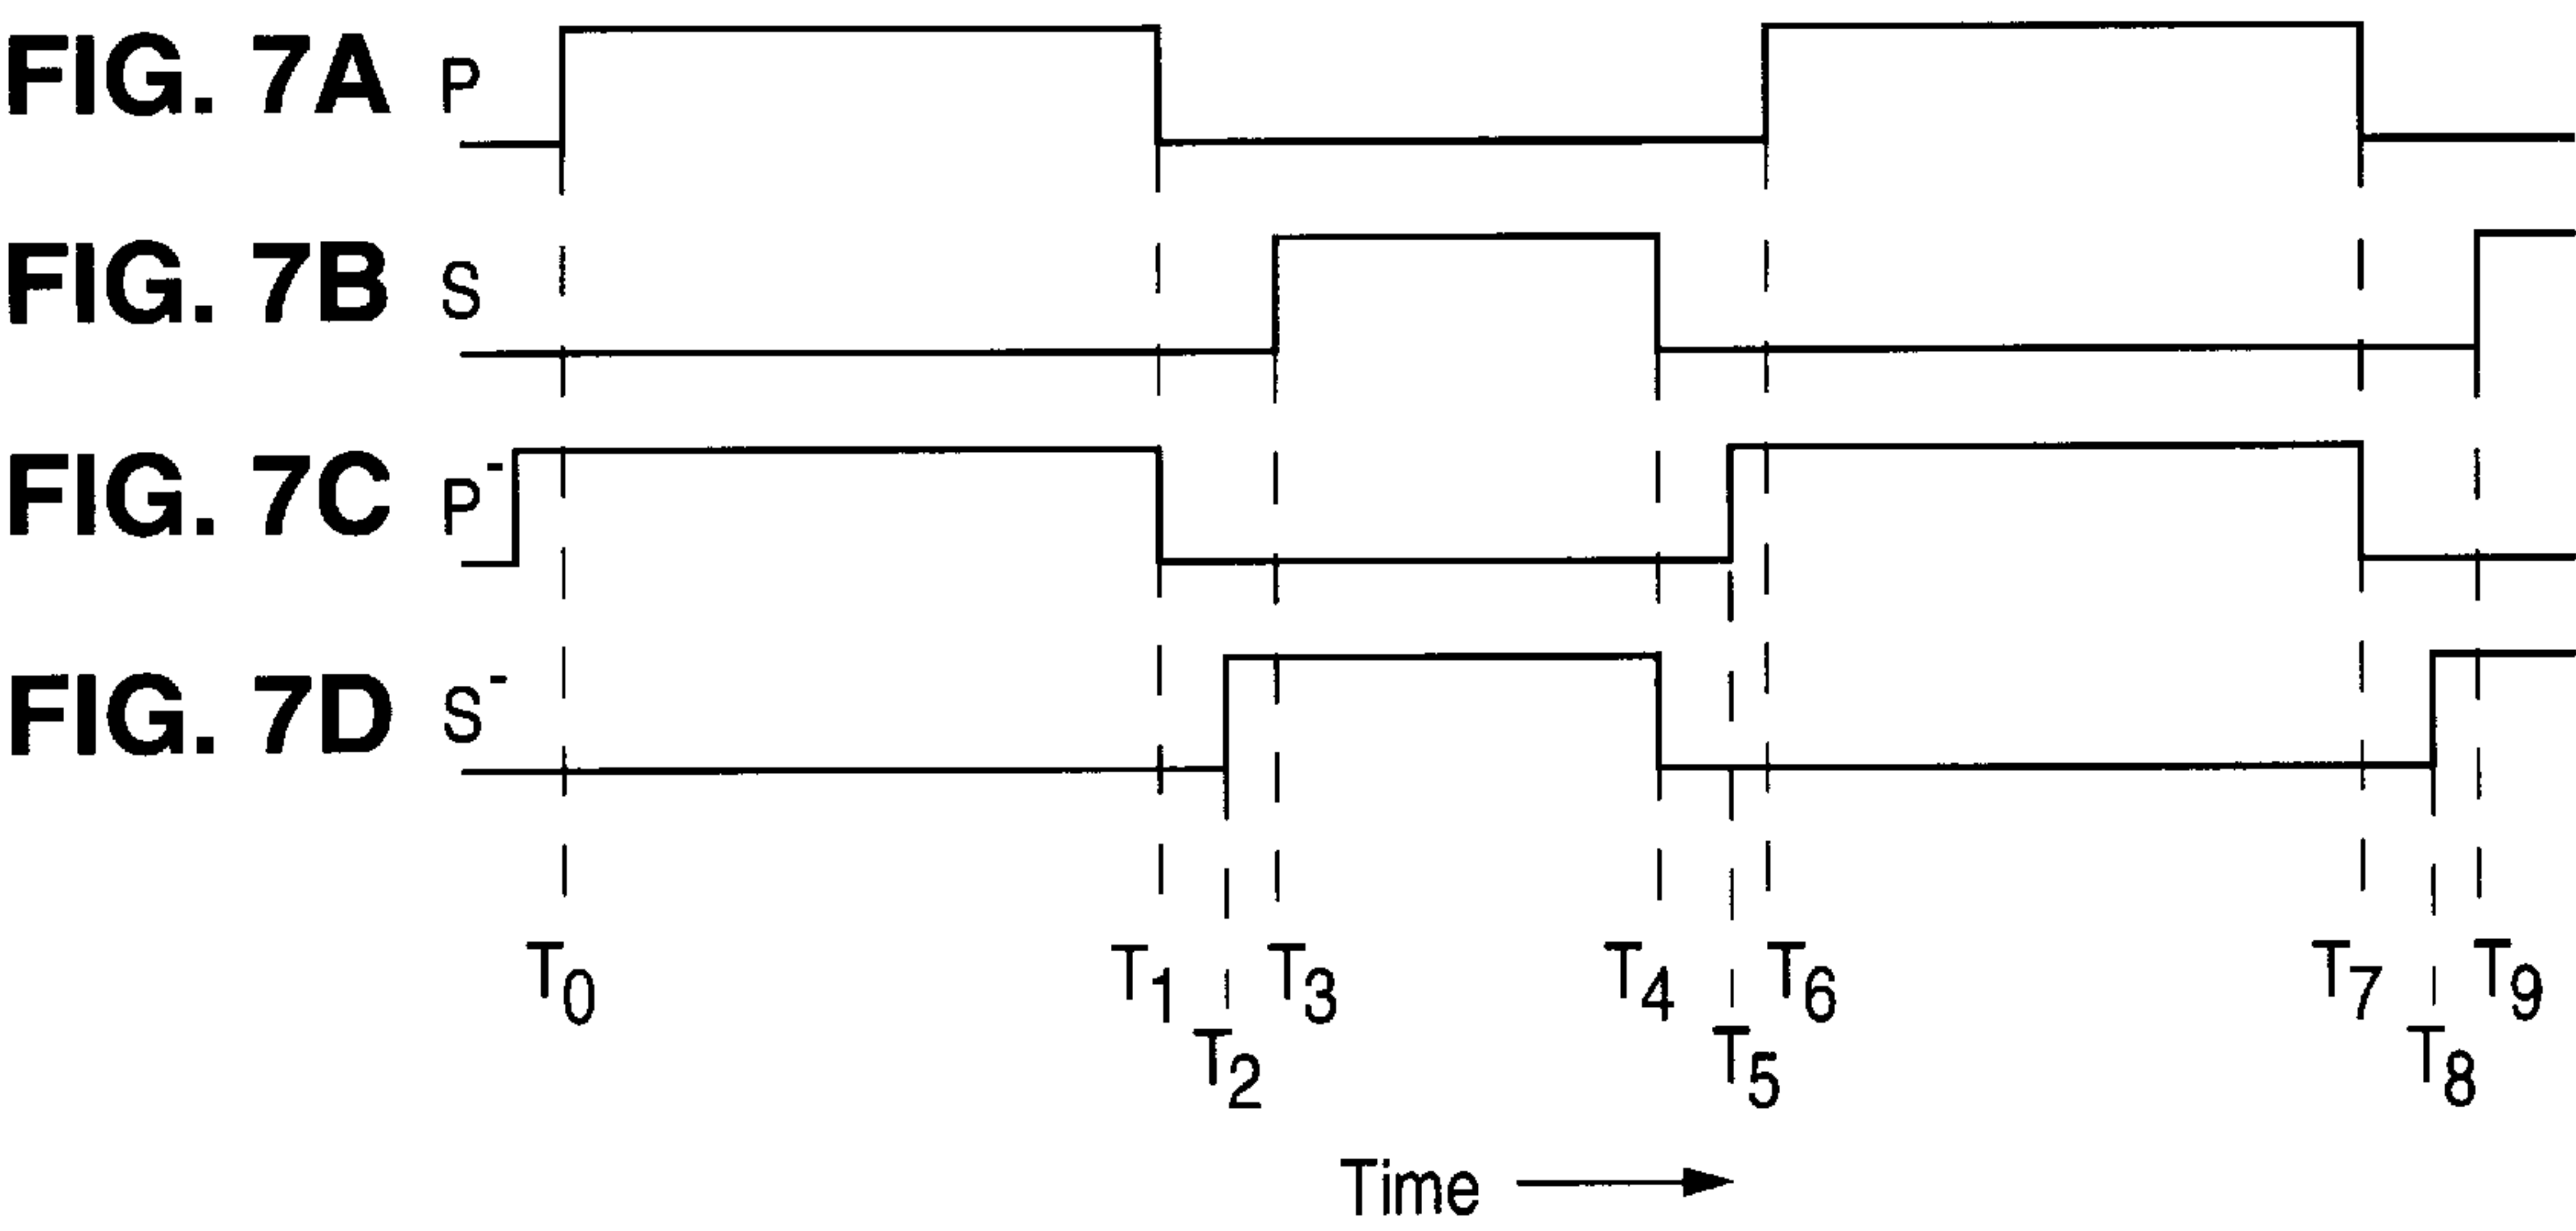 FIG. 7A P
FIG. 7B S
FIG. 7C P⁻
FIG. 7D S⁻
T₀ T₁ T₃ T₄ T₆ T₇ T₉
T₂ T₅ T₈
Time